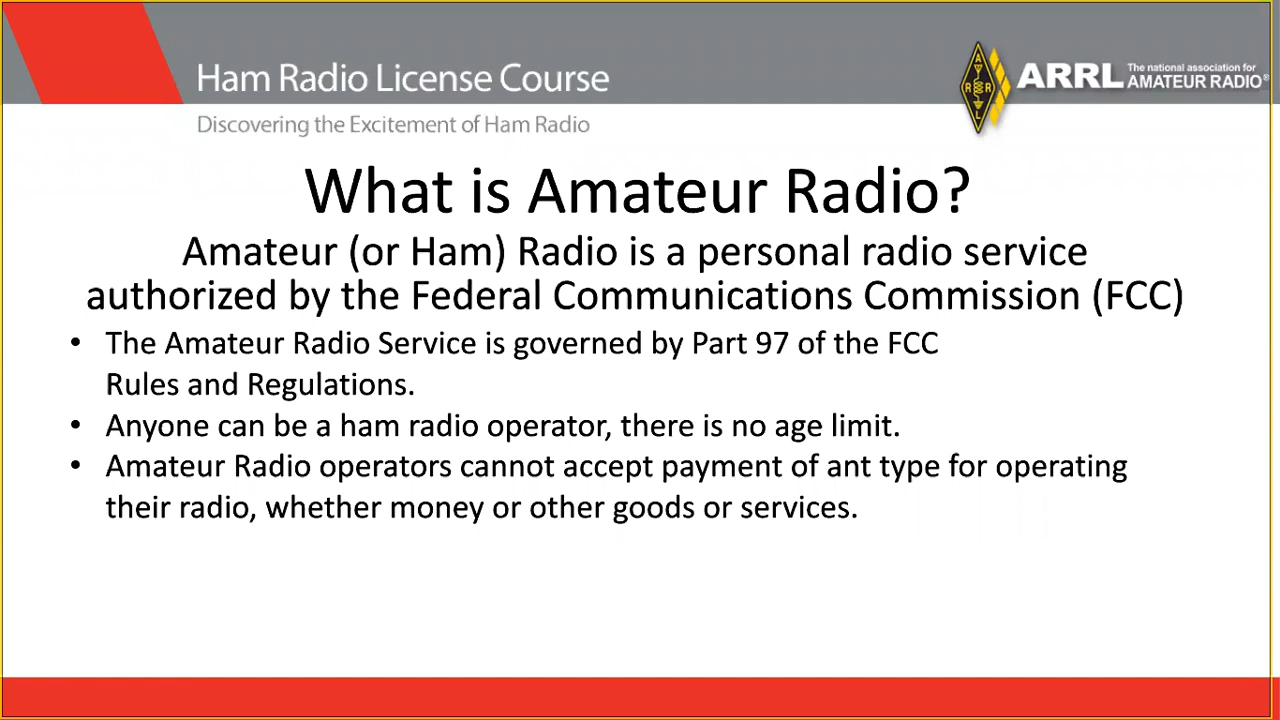 Ham Radio License Course
Discovering the Excitement of Ham Radio
ARRL
The national association for
AMATEUR RADIO®
What is Amateur Radio?
Amateur (or Ham) Radio is a personal radio service
authorized by the Federal Communications Commission (FCC)
• The Amateur Radio Service is governed by Part 97 of the FCC
Rules and Regulations.
• Anyone can be a ham radio operator, there is no age limit.
• Amateur Radio operators cannot accept payment of ant type for operating
their radio, whether money or other goods or services.